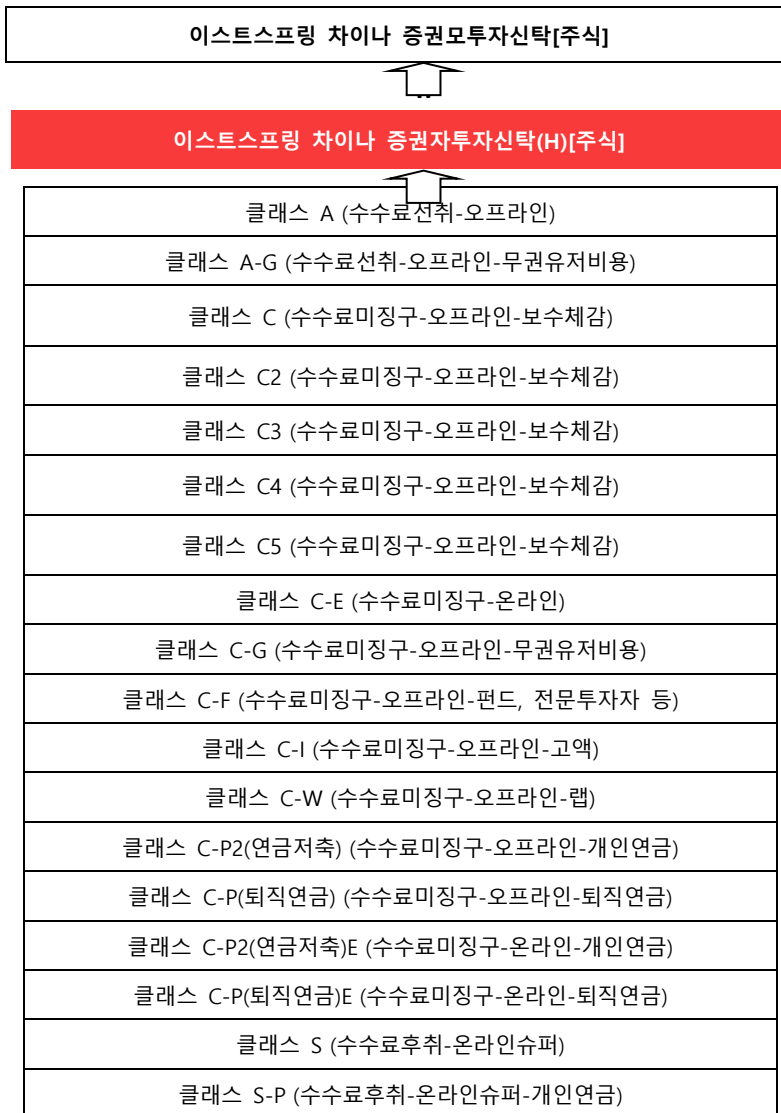 이스트스프링 차이나 증권모투자신탁[주식]
이스트스프링 차이나 증권자투자신탁(H)[주식]
클래스 A (수수료선취-오프라인)
클래스 A-G (수수료선취-오프라인-무권유저비용)
클래스 C (수수료미징구-오프라인-보수체감)
클래스 C2 (수수료미징구-오프라인-보수체감)
클래스 C3 (수수료미징구-오프라인-보수체감)
클래스 C4 (수수료미징구-오프라인-보수체감)
클래스 C5 (수수료미징구-오프라인-보수체감)
클래스 C-E (수수료미징구-온라인)
클래스 C-G (수수료미징구-오프라인-무권유저비용)
클래스 C-F (수수료미징구-오프라인-펀드, 전문투자자 등)
클래스 C-I (수수료미징구-오프라인-고액)
클래스 C-W (수수료미징구-오프라인-랩)
클래스 C-P2(연금저축) (수수료미징구-오프라인-개인연금)
클래스 C-P(퇴직연금) (수수료미징구-오프라인-퇴직연금)
클래스 C-P2(연금저축)E (수수료미징구-온라인-개인연금)
클래스 C-P(퇴직연금)E (수수료미징구-온라인-퇴직연금)
클래스 S (수수료후취-온라인슈퍼)
클래스 S-P (수수료후취-온라인슈퍼-개인연금)